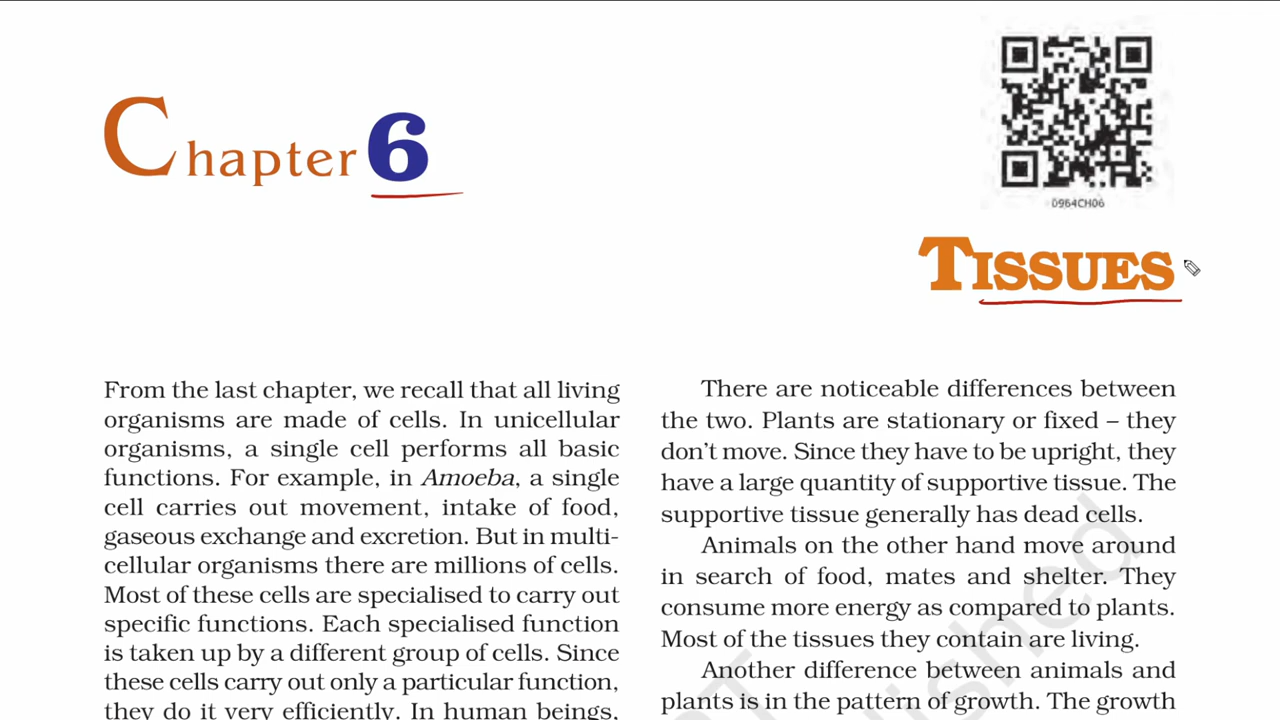 Chapter 6
0964CH06
TISSUES
From the last chapter, we recall that all living
organisms are made of cells. In unicellular
organisms, a single cell performs all basic
functions. For example, in Amoeba, a single
cell carries out movement, intake of food,
gaseous exchange and excretion. But in multi-
cellular organisms there are millions of cells.
Most of these cells are specialised to carry out
specific functions. Each specialised function
is taken up by a different group of cells. Since
these cells carry out only a particular function,
they do it very efficiently. In human beings,
There are noticeable differences between
the two. Plants are stationary or fixed – they
don't move. Since they have to be upright, they
have a large quantity of supportive tissue. The
supportive tissue generally has dead cells.
Animals on the other hand move around
in search of food, mates and shelter. They
consume more energy as compared to plants.
Most of the tissues they contain are living.
Another difference between animals and
plants is in the pattern of growth. The growth